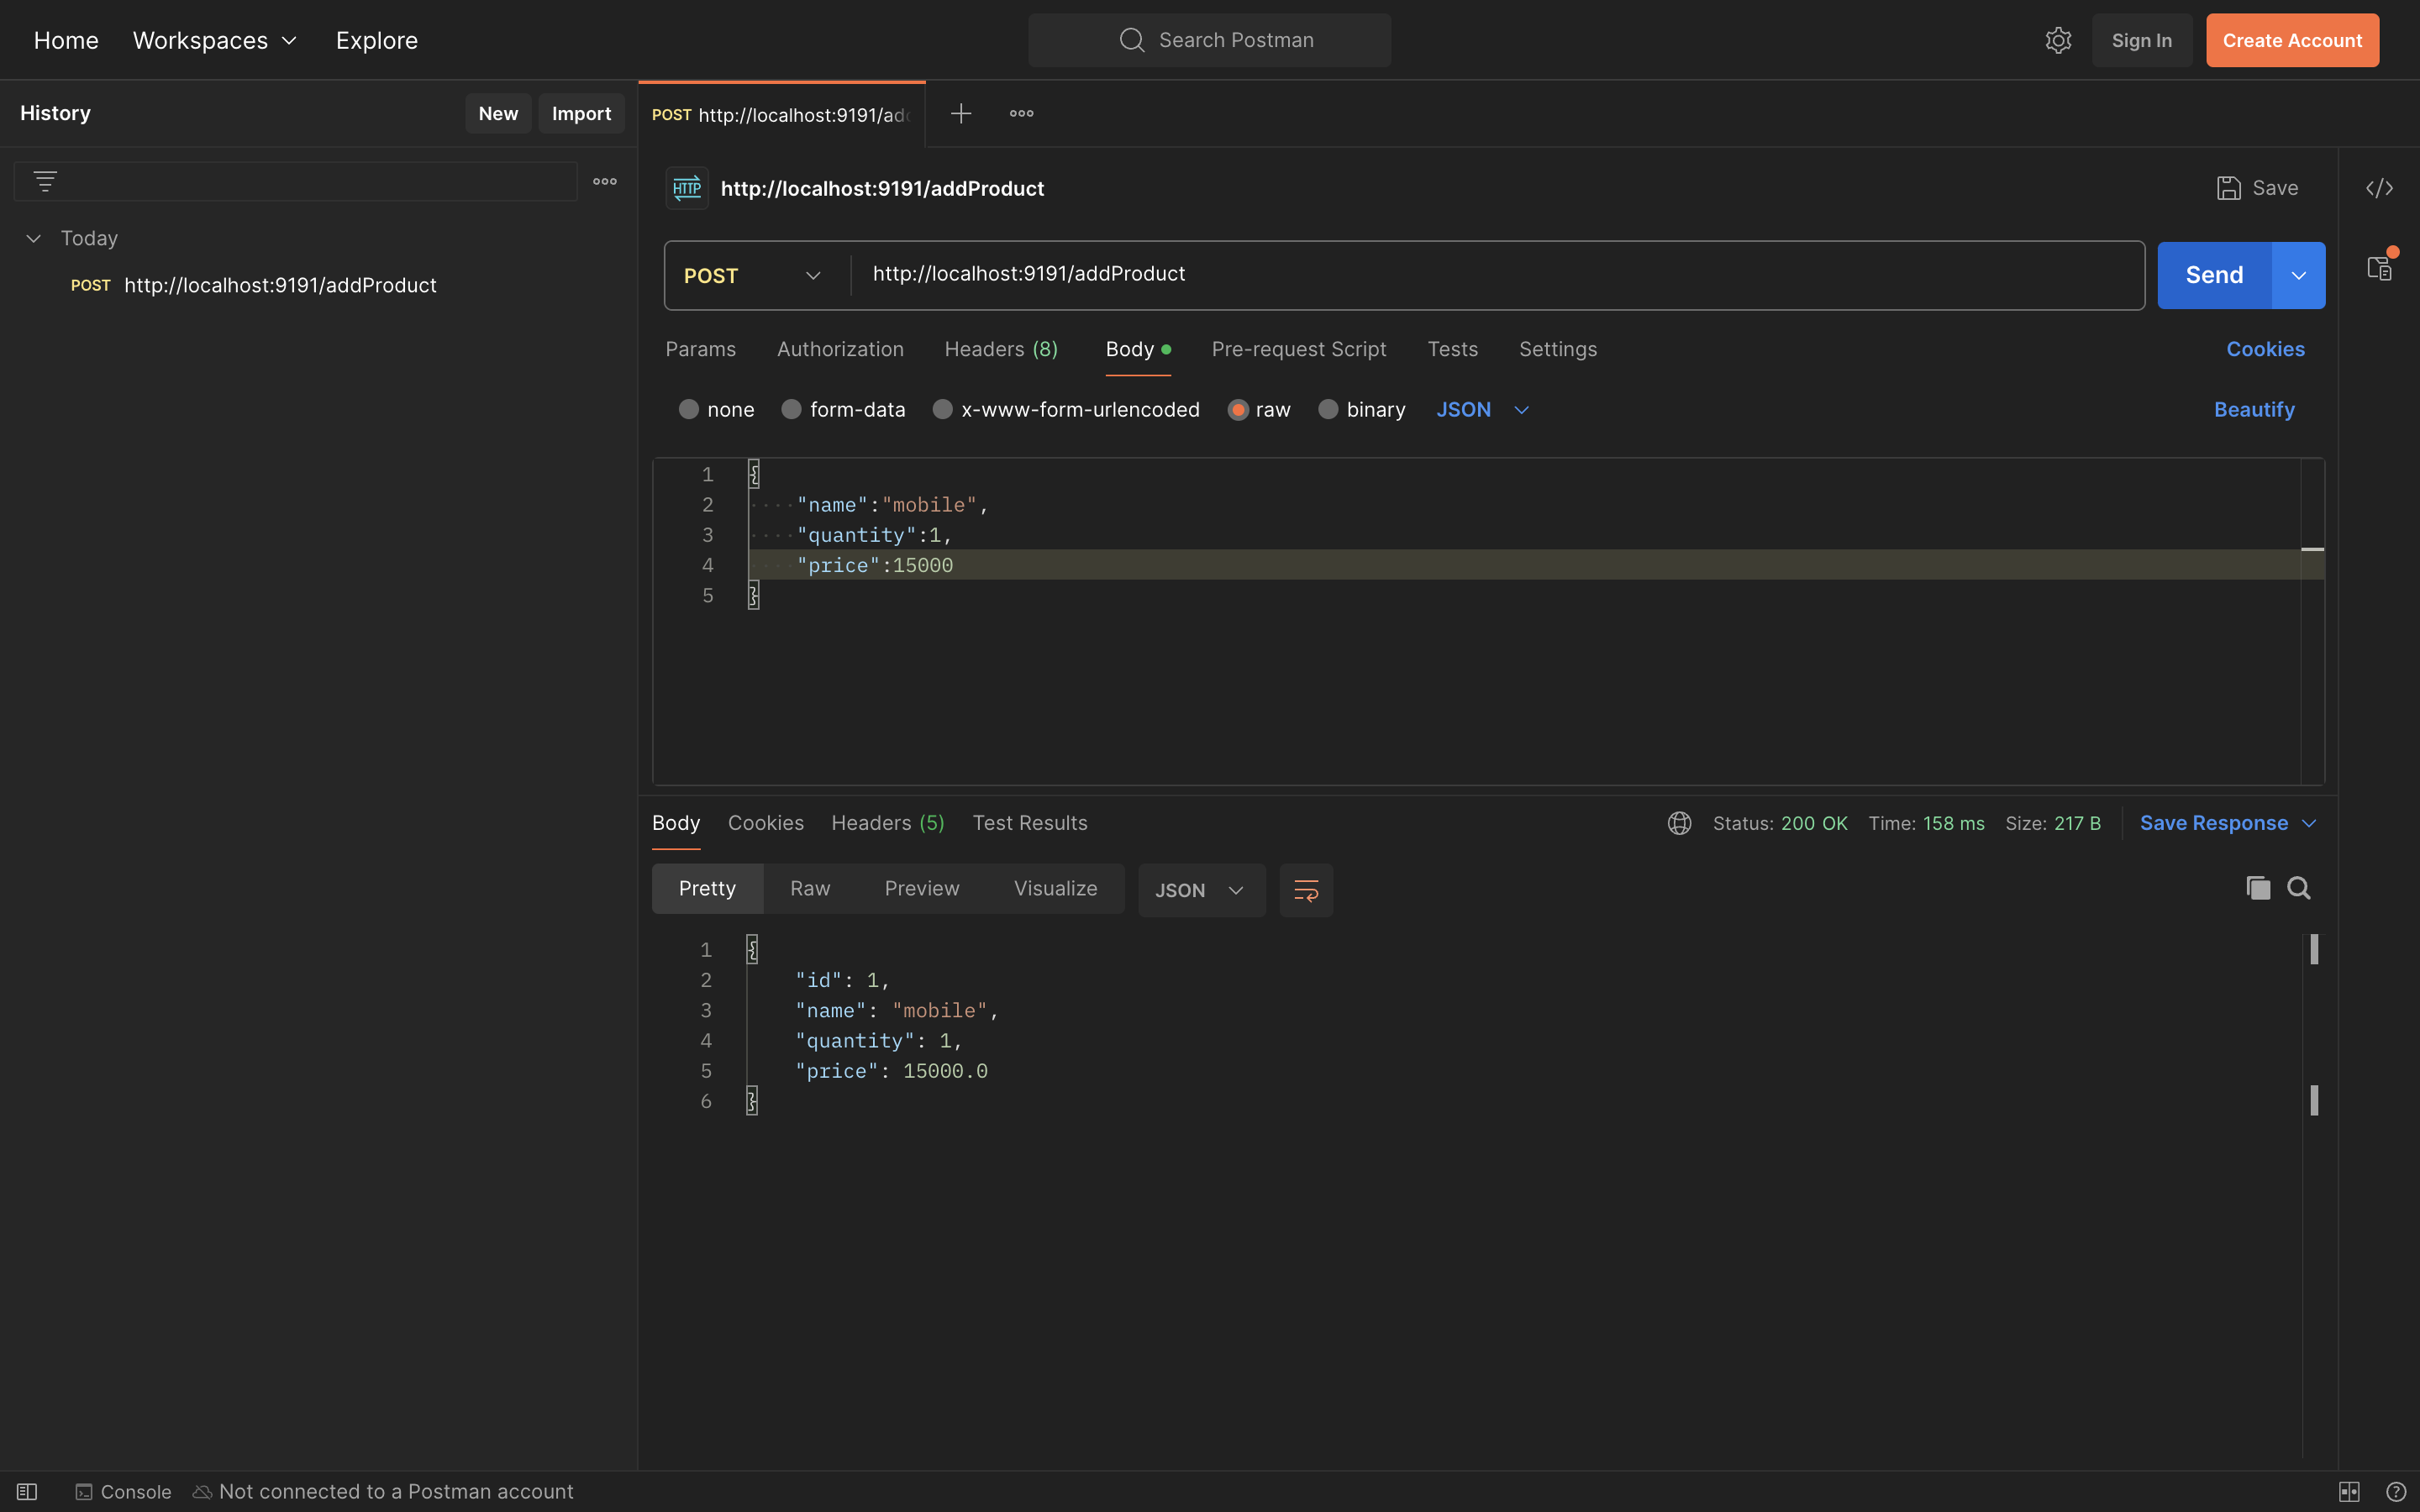 Home Workspaces Explore Search Postman Sign In Create Account
History New Import POST http://localhost:9191/ad
HTTP http://localhost:9191/addProduct Save
Today
POST http://localhost:9191/addProduct
POST http://localhost:9191/addProduct Send
Params Authorization Headers (8) Body Pre-request Script Tests Settings Cookies
none form-data x-www-form-urlencoded raw binary JSON Beautify
1 {
2 "name":"mobile",
3 "quantity":1,
4 "price":15000
5 }
Body Cookies Headers (5) Test Results Status: 200 OK Time: 158 ms Size: 217 B Save Response
Pretty Raw Preview Visualize JSON
1 {
2 "id": 1,
3 "name": "mobile",
4 "quantity": 1,
5 "price": 15000.0
6 }
Console Not connected to a Postman account